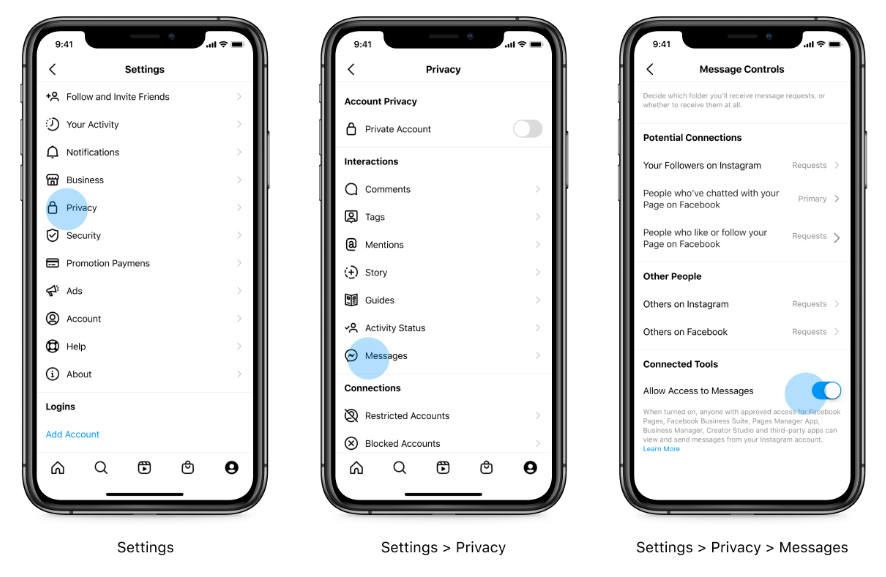 9:41
Settings
Follow and Invite Friends
Your Activity
Notifications
Business
Privacy
Security
Promotion Paymens
Ads
Account
Help
About
Logins
Add Account
Settings
9:41
Privacy
Account Privacy
Private Account
Interactions
Comments
Tags
Mentions
Story
Guides
Activity Status
Messages
Connections
Restricted Accounts
Blocked Accounts
Settings > Privacy
9:41
Message Controls
Decide which folder you'll receive message requests, or
whether to receive them at all.
Potential Connections
Your Followers on Instagram Requests
People who've chatted with your
Page on Facebook
Primary
People who like or follow your
Page on Facebook
Requests
Other People
Others on Instagram Requests
Others on Facebook Requests
Connected Tools
Allow Access to Messages
When turned on, anyone with approved access for Facebook
Pages, Facebook Business Suite, Pages Manager App,
Business Manager, Creator Studio and third-party apps can
view and send messages from your Instagram account.
Learn More
Settings > Privacy > Messages